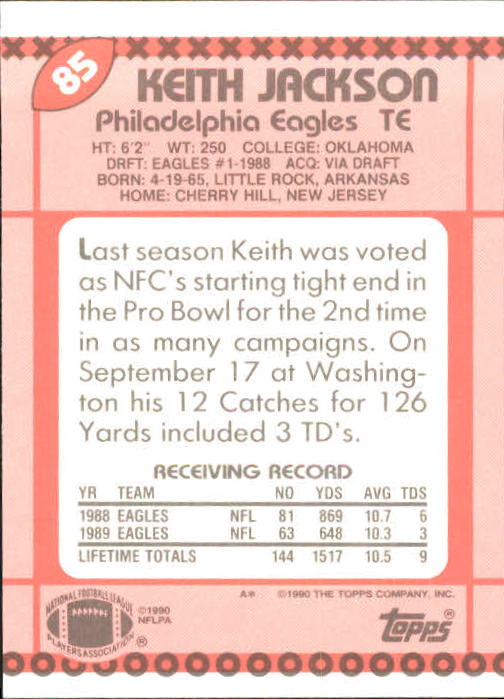 85
KEITH JACKSON
Philadelphia Eagles TE
HT: 6'2" WT: 250 COLLEGE: OKLAHOMA
DRFT: EAGLES #1-1988 ACQ: VIA DRAFT
BORN: 4-19-65, LITTLE ROCK, ARKANSAS
HOME: CHERRY HILL, NEW JERSEY
Last season Keith was voted
as NFC's starting tight end in
the Pro Bowl for the 2nd time
in as many campaigns. On
September 17 at Washing-
ton his 12 Catches for 126
Yards included 3 TD's.
RECEIVING RECORD
YR TEAM NO YDS AVG TDS
1988 EAGLES NFL 81 869 10.7 6
1989 EAGLES NFL 63 648 10.3 3
LIFETIME TOTALS 144 1517 10.5 9
A* ©1990 THE TOPPS COMPANY, INC.
NATIONAL FOOTBALL LEAGUE
PLAYERS ASSOCIATION ®
©1990
NFLPA
topps®